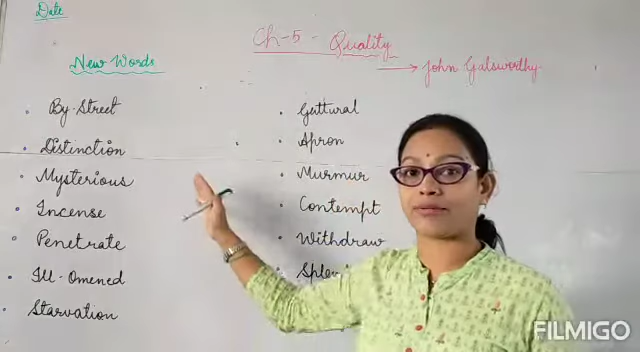 Date
Ch-5 - Quality
→ John Galsworthy
New Words
• By-Street
• Distinction
• Mysterious
• Incense
• Penetrate
• Ill-Omened
• Starvation
• Guttural
• Apron
• Murmur
• Contempt
• Withdraw
FILMIGO